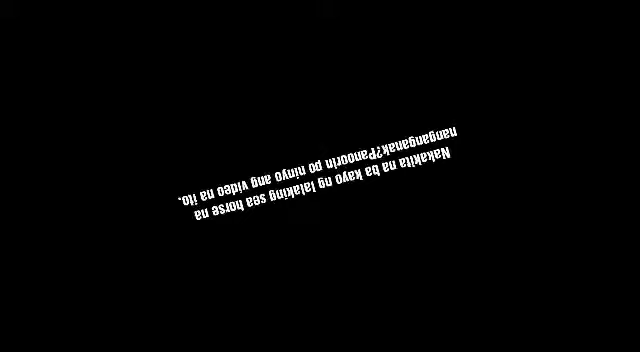 Nakakita na ba kayo ng lalaking sea horse na
nanganganak?Panoorin po ninyo ang video na ito.